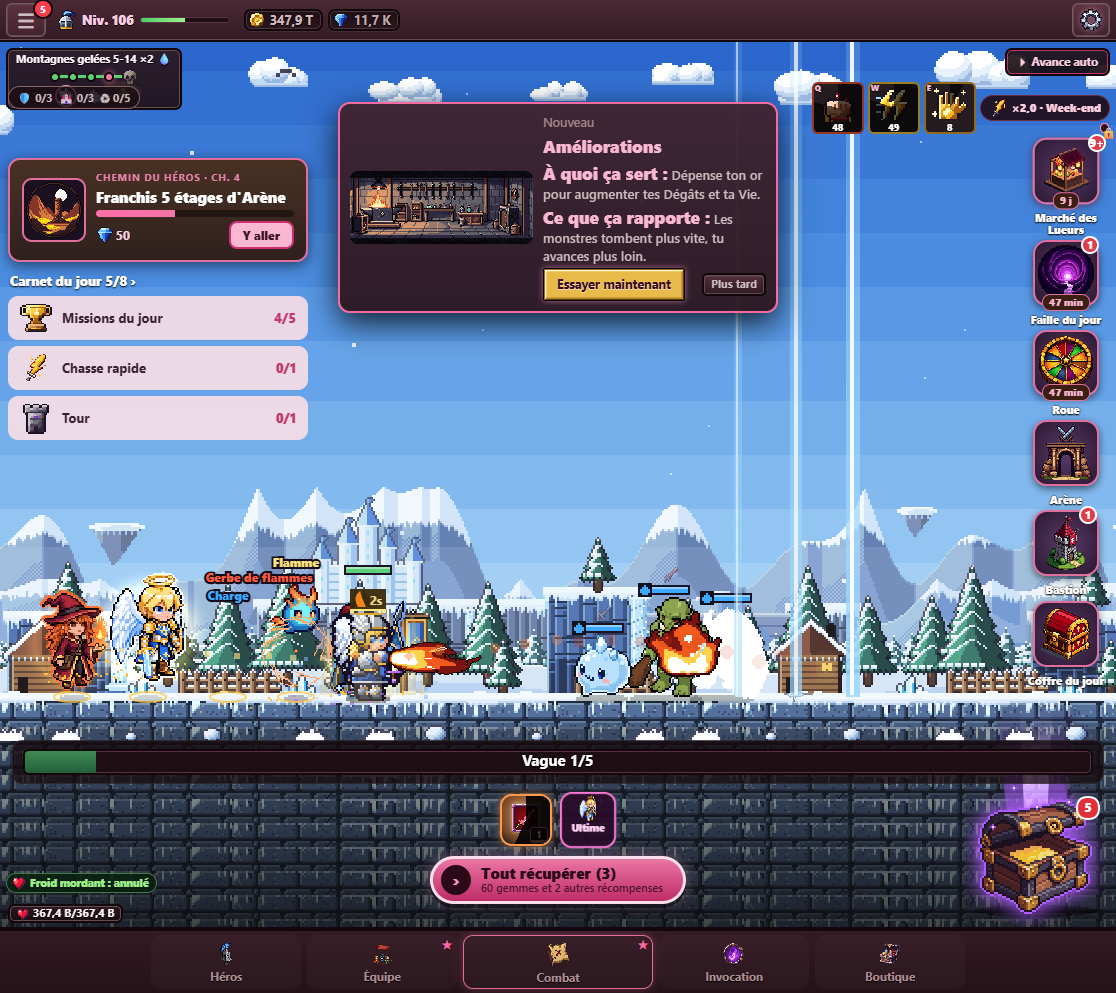 5
Niv. 106
347,9 T
11,7 K
Montagnes gelées 5-14 ×2
0/3
0/3
0/5
Avance auto
Q
48
W
49
E
8
×2,0 · Week-end
Nouveau
Améliorations
À quoi ça sert : Dépense ton or
pour augmenter tes Dégâts et ta Vie.
Ce que ça rapporte : Les
monstres tombent plus vite, tu
avances plus loin.
Essayer maintenant
Plus tard
CHEMIN DU HÉROS · CH. 4
Franchis 5 étages d'Arène
50
Y aller
Carnet du jour 5/8 ›
Missions du jour
4/5
Chasse rapide
0/1
Tour
0/1
9+
9 j
Marché des
Lueurs
1
47 min
Faille du jour
47 min
Roue
Arène
1
Bastion
Coffre du jour
Flamme
Gerbe de flammes
Charge
2s
Vague 1/5
1
Ultime
5
Tout récupérer (3)
60 gemmes et 2 autres récompenses
Froid mordant : annulé
367,4 B/367,4 B
Héros
Équipe
Combat
Invocation
Boutique